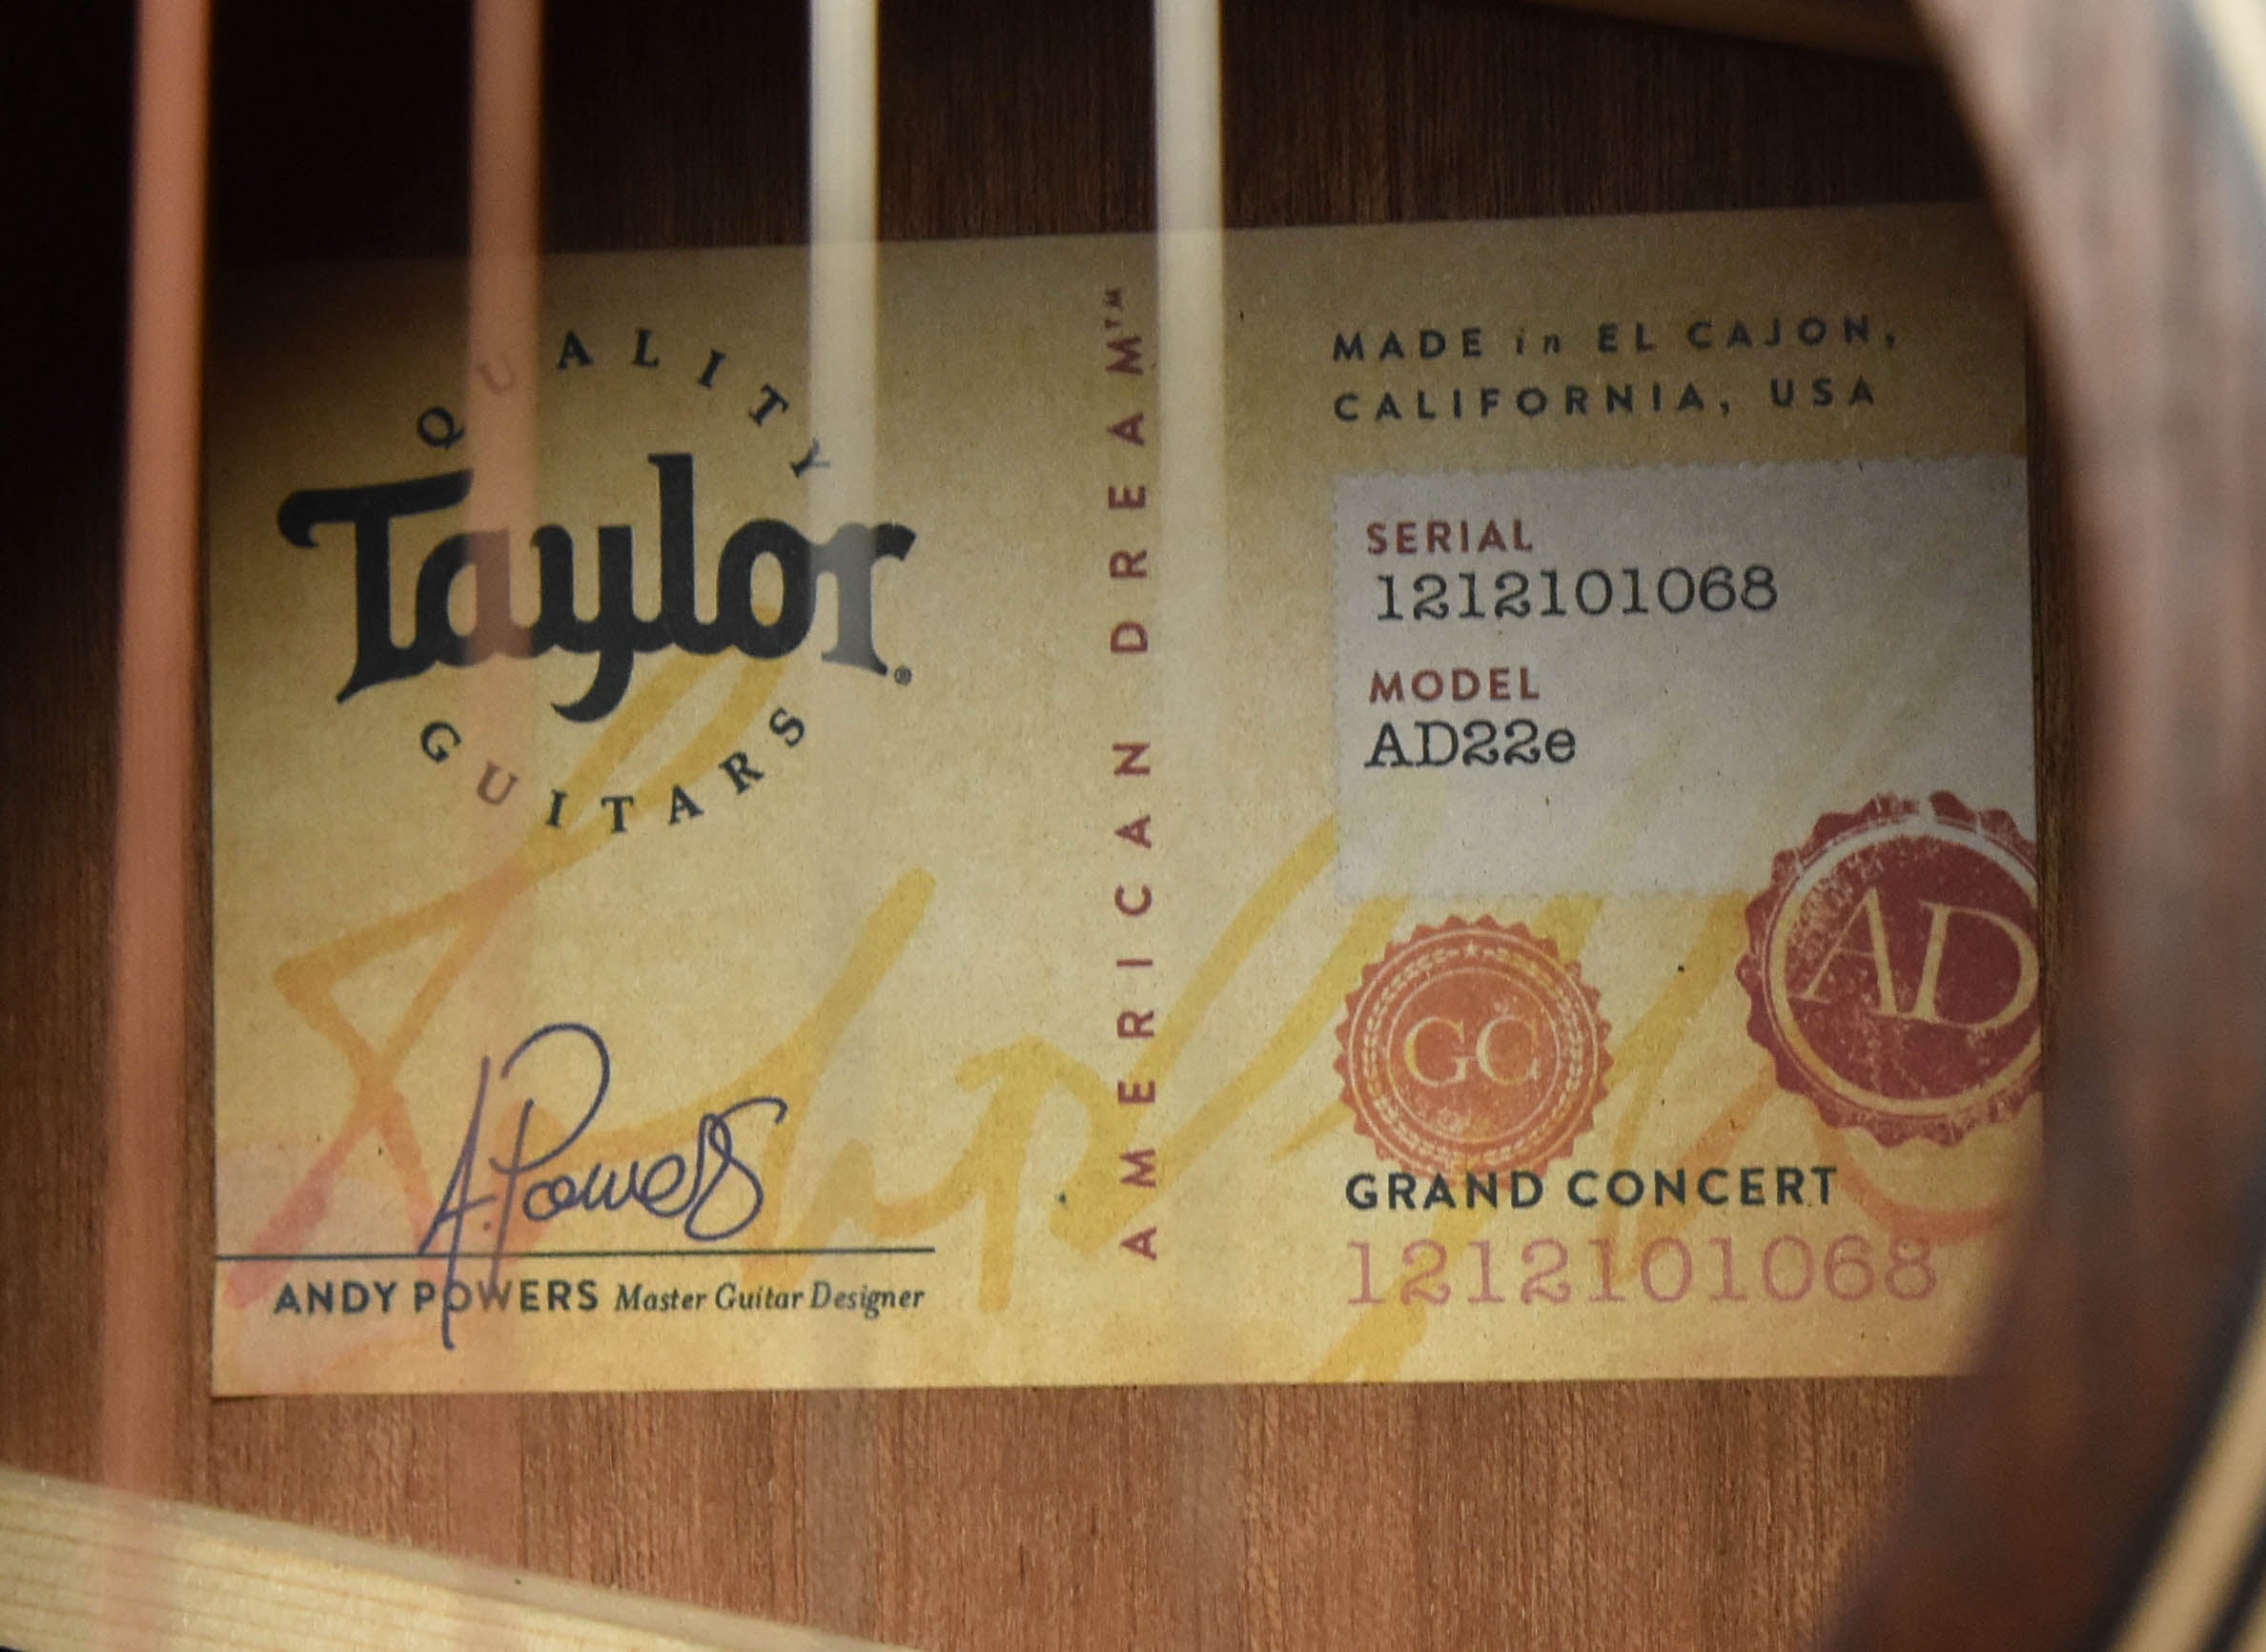 QUALITY
Taylor®
GUITARS
A.Powers
ANDY POWERS Master Guitar Designer
AMERICAN DREAM™
MADE in EL CAJON,
CALIFORNIA, USA
SERIAL
1212101068
MODEL
AD22e
AD
GC
GRAND CONCERT
1212101068